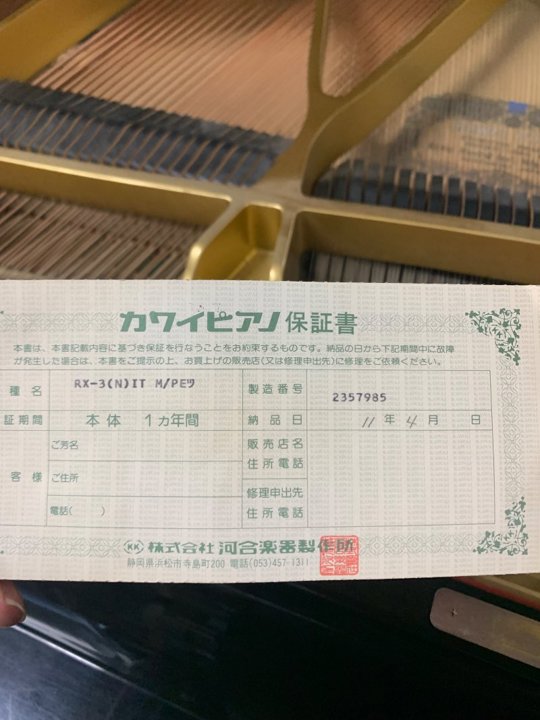 カワイピアノ 保証書
本書は、本書記載内容に基づき保証を行なうことをお約束するものです。納品の日から下記期間中に故障
が発生した場合は、本書をご提示の上、お買上げの販売店(又は修理申出先)に修理をご依頼ください。
種名 RX-3(N)IT M/PEﾂ 製造番号 2357985
証期間 本体 1ヵ年間 納品日 11年 4月 日
客様 ご芳名 販売店名
住所電話
ご住所
修理申出先
電話( ) 住所電話
KK 株式会社 河合楽器製作所
静岡県浜松市寺島町200 電話(053)457-1311